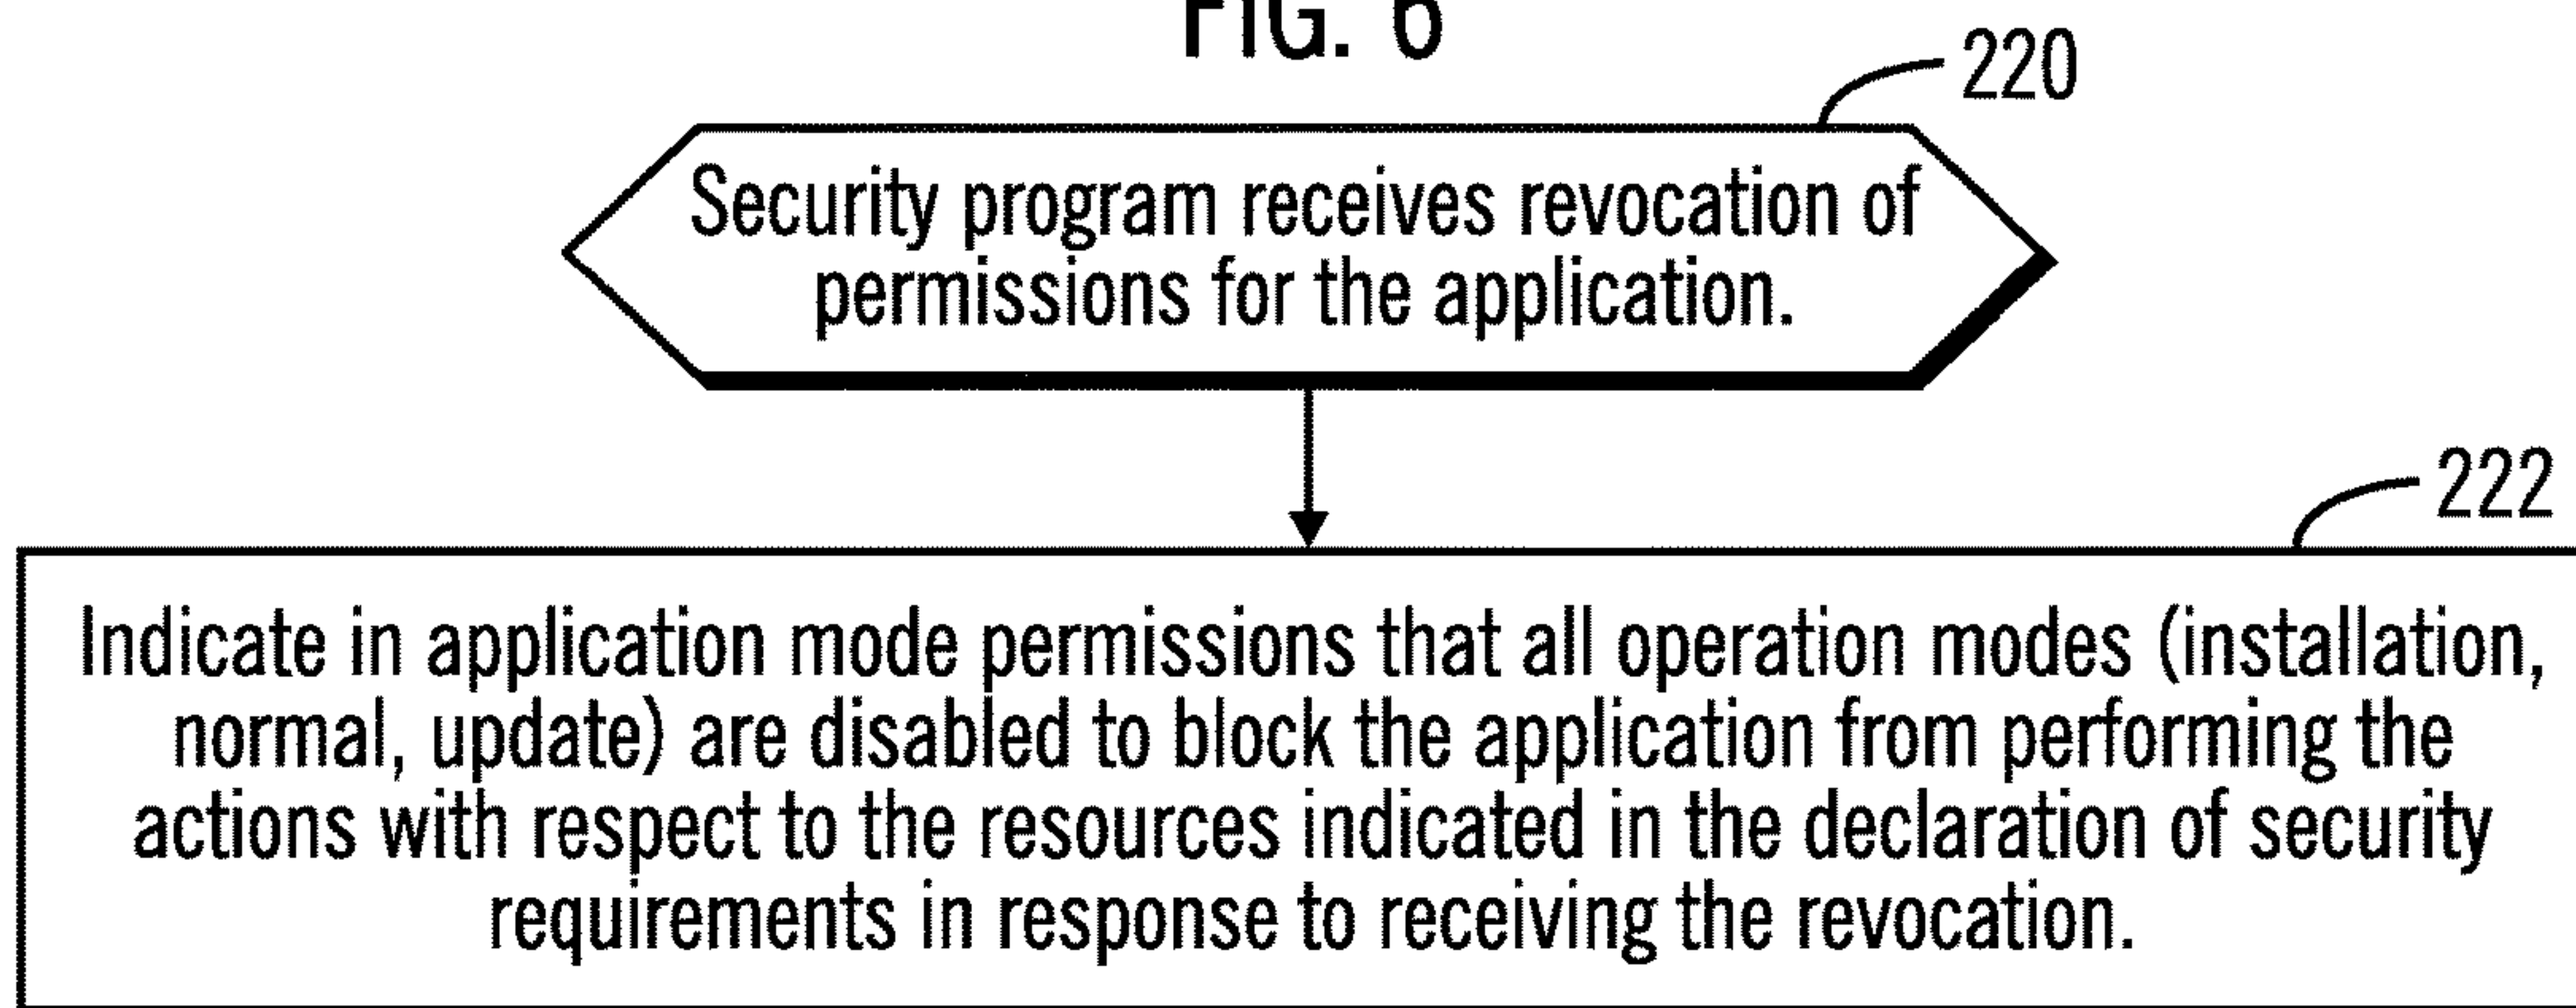 FIG. 6
220
Security program receives revocation of
permissions for the application.
222
Indicate in application mode permissions that all operation modes (installation,
normal, update) are disabled to block the application from performing the
actions with respect to the resources indicated in the declaration of security
requirements in response to receiving the revocation.